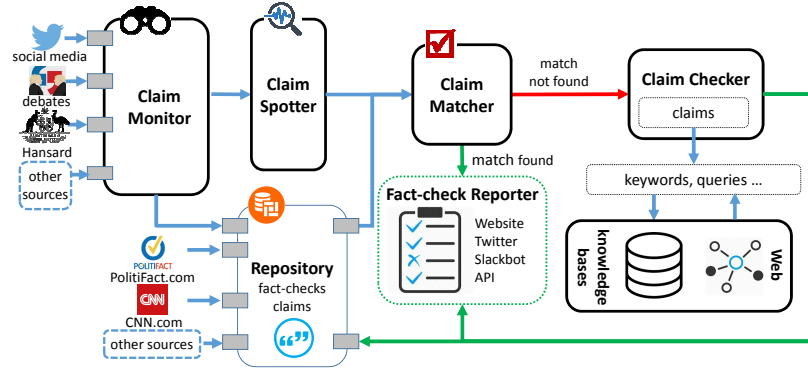 social media
debates
Hansard
other
sources
Claim
Monitor
Claim
Spotter
Claim
Matcher
match
not found
Claim Checker
claims
match found
keywords, queries ...
knowledge
bases
Web
Fact-check Reporter
Website
Twitter
Slackbot
API
POLITIFACT
PolitiFact.com
CNN
CNN.com
other sources
Repository
fact-checks
claims